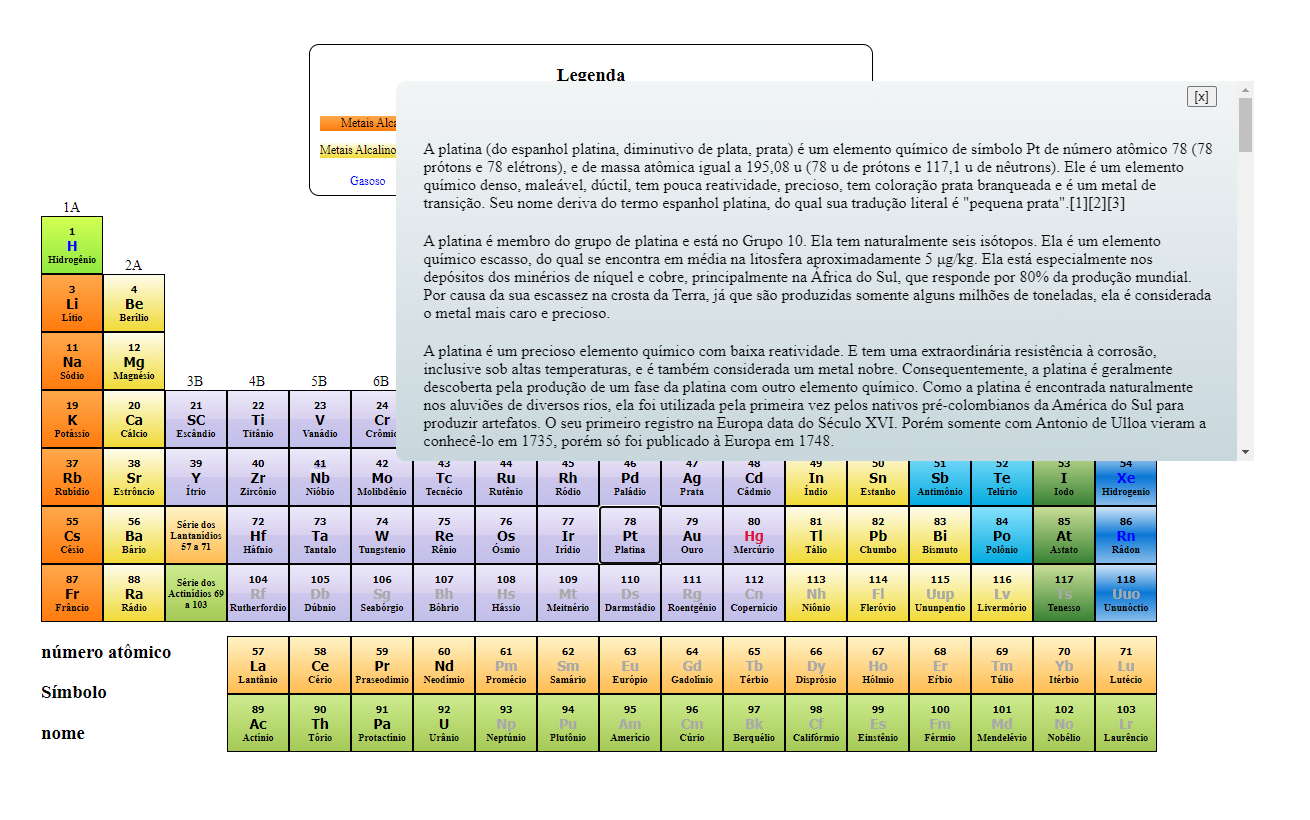 Legenda
[x]
Metais Alca
Metais Alcalino
Gasoso
A platina (do espanhol platina, diminutivo de plata, prata) é um elemento químico de símbolo Pt de número atômico 78 (78
prótons e 78 elétrons), e de massa atômica igual a 195,08 u (78 u de prótons e 117,1 u de nêutrons). Ele é um elemento
químico denso, maleável, dúctil, tem pouca reatividade, precioso, tem coloração prata branqueada e é um metal de
transição. Seu nome deriva do termo espanhol platina, do qual sua tradução literal é "pequena prata".[1][2][3]
A platina é membro do grupo de platina e está no Grupo 10. Ela tem naturalmente seis isótopos. Ela é um elemento
químico escasso, do qual se encontra em média na litosfera aproximadamente 5 µg/kg. Ela está especialmente nos
depósitos dos minérios de níquel e cobre, principalmente na África do Sul, que responde por 80% da produção mundial.
Por causa da sua escassez na crosta da Terra, já que são produzidas somente alguns milhões de toneladas, ela é considerada
o metal mais caro e precioso.
A platina é um precioso elemento químico com baixa reatividade. E tem uma extraordinária resistência à corrosão,
inclusive sob altas temperaturas, e é também considerada um metal nobre. Consequentemente, a platina é geralmente
descoberta pela produção de um fase da platina com outro elemento químico. Como a platina é encontrada naturalmente
nos aluviões de diversos rios, ela foi utilizada pela primeira vez pelos nativos pré-colombianos da América do Sul para
produzir artefatos. O seu primeiro registro na Europa data do Século XVI. Porém somente com Antonio de Ulloa vieram a
conhecê-lo em 1735, porém só foi publicado à Europa em 1748.
1A
1
H
Hidrogênio
2A
3 4
Li Be
Lítio Berílio
11 12
Na Mg
Sódio Magnésio
3B 4B 5B 6B
19 20 21 22 23 24
K Ca SC Ti V Cr
Potássio Cálcio Escândio Titânio Vanádio Crômi
37 38 39 40 41 42 43 44 45 46 47 48 49 50 51 52 53 54
Rb Sr Y Zr Nb Mo Tc Ru Rh Pd Ag Cd In Sn Sb Te I Xe
Rubídio Estrôncio Ítrio Zircônio Nióbio Molibdênio Tecnécio Rutênio Ródio Paládio Prata Cádmio Índio Estanho Antimônio Telúrio Iodo Hidrogenio
55 56 Série dos 72 73 74 75 76 77 78 79 80 81 82 83 84 85 86
Cs Ba Lantanídios Hf Ta W Re Os Ir Pt Au Hg Tl Pb Bi Po At Rn
Césio Bário 57 a 71 Háfnio Tantalo Tungstenio Rênio Ósmio Irídio Platina Ouro Mercúrio Tálio Chumbo Bismuto Polônio Astato Rádon
87 88 Série dos 104 105 106 107 108 109 110 111 112 113 114 115 116 117 118
Fr Ra Actinídios 69 Rf Db Sg Bh Hs Mt Ds Rg Cn Nh Fl Uup Lv Ts Uuo
Frâncio Rádio a 103 Rutherfordio Dúbnio Seabórgio Bóhrio Hássio Meitnério Darmstádio Roentgênio Copernício Niônio Fleróvio Ununpentio Livermório Tenesso Ununóctio
número atômico
Símbolo
nome
57 58 59 60 61 62 63 64 65 66 67 68 69 70 71
La Ce Pr Nd Pm Sm Eu Gd Tb Dy Ho Er Tm Yb Lu
Lantânio Cério Praseodimio Neodímio Promécio Samário Európio Gadolinio Térbio Disprósio Hólmio Eŕbio Túlio Itérbio Lutécio
89 90 91 92 93 94 95 96 97 98 99 100 101 102 103
Ac Th Pa U Np Pu Am Cm Bk Cf Es Fm Md No Lr
Actínio Tório Protactínio Urânio Neptúnio Plutônio Amerício Cúrio Berquélio Califórmio Einstênio Férmio Mendelévio Nobélio Laurêncio